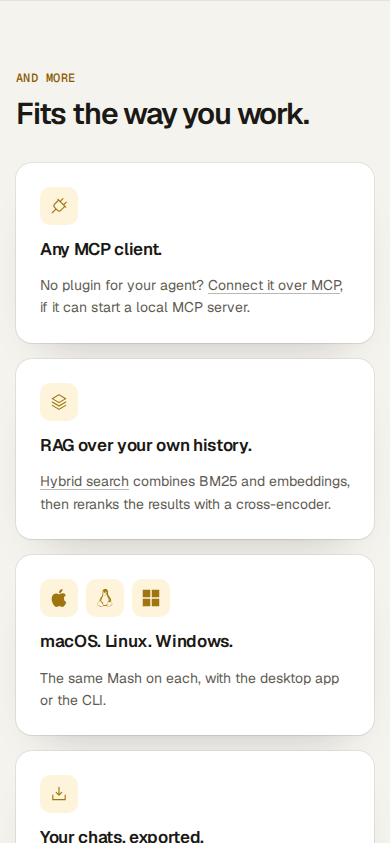 AND MORE
Fits the way you work.
Any MCP client.
No plugin for your agent? Connect it over MCP,
if it can start a local MCP server.
RAG over your own history.
Hybrid search combines BM25 and embeddings,
then reranks the results with a cross-encoder.
macOS. Linux. Windows.
The same Mash on each, with the desktop app
or the CLI.
Your chats, exported.